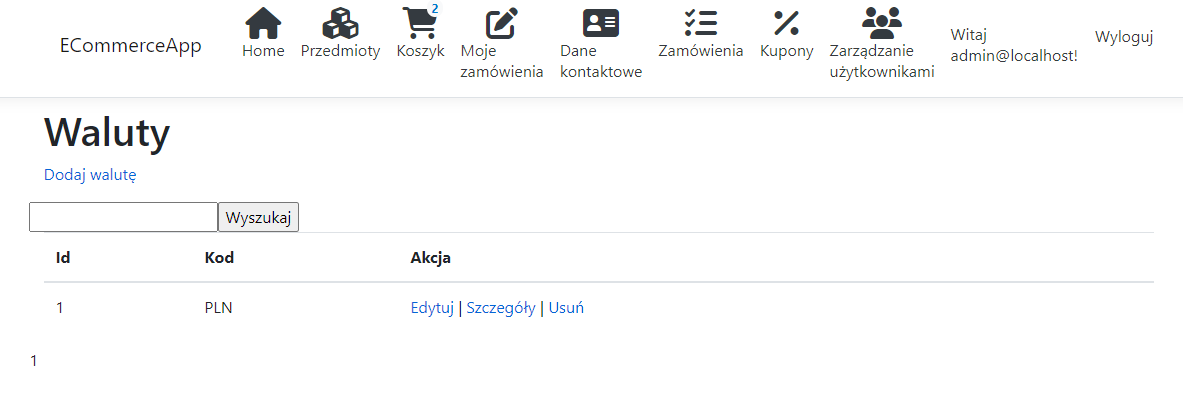 ECommerceApp
Home
Przedmioty
2
Koszyk
Moje
zamówienia
Dane
kontaktowe
Zamówienia
Kupony
Zarządzanie
użytkownikami
Witaj
admin@localhost!
Wyloguj
Waluty
Dodaj walutę
Wyszukaj
Id Kod Akcja
1 PLN Edytuj | Szczegóły | Usuń
1